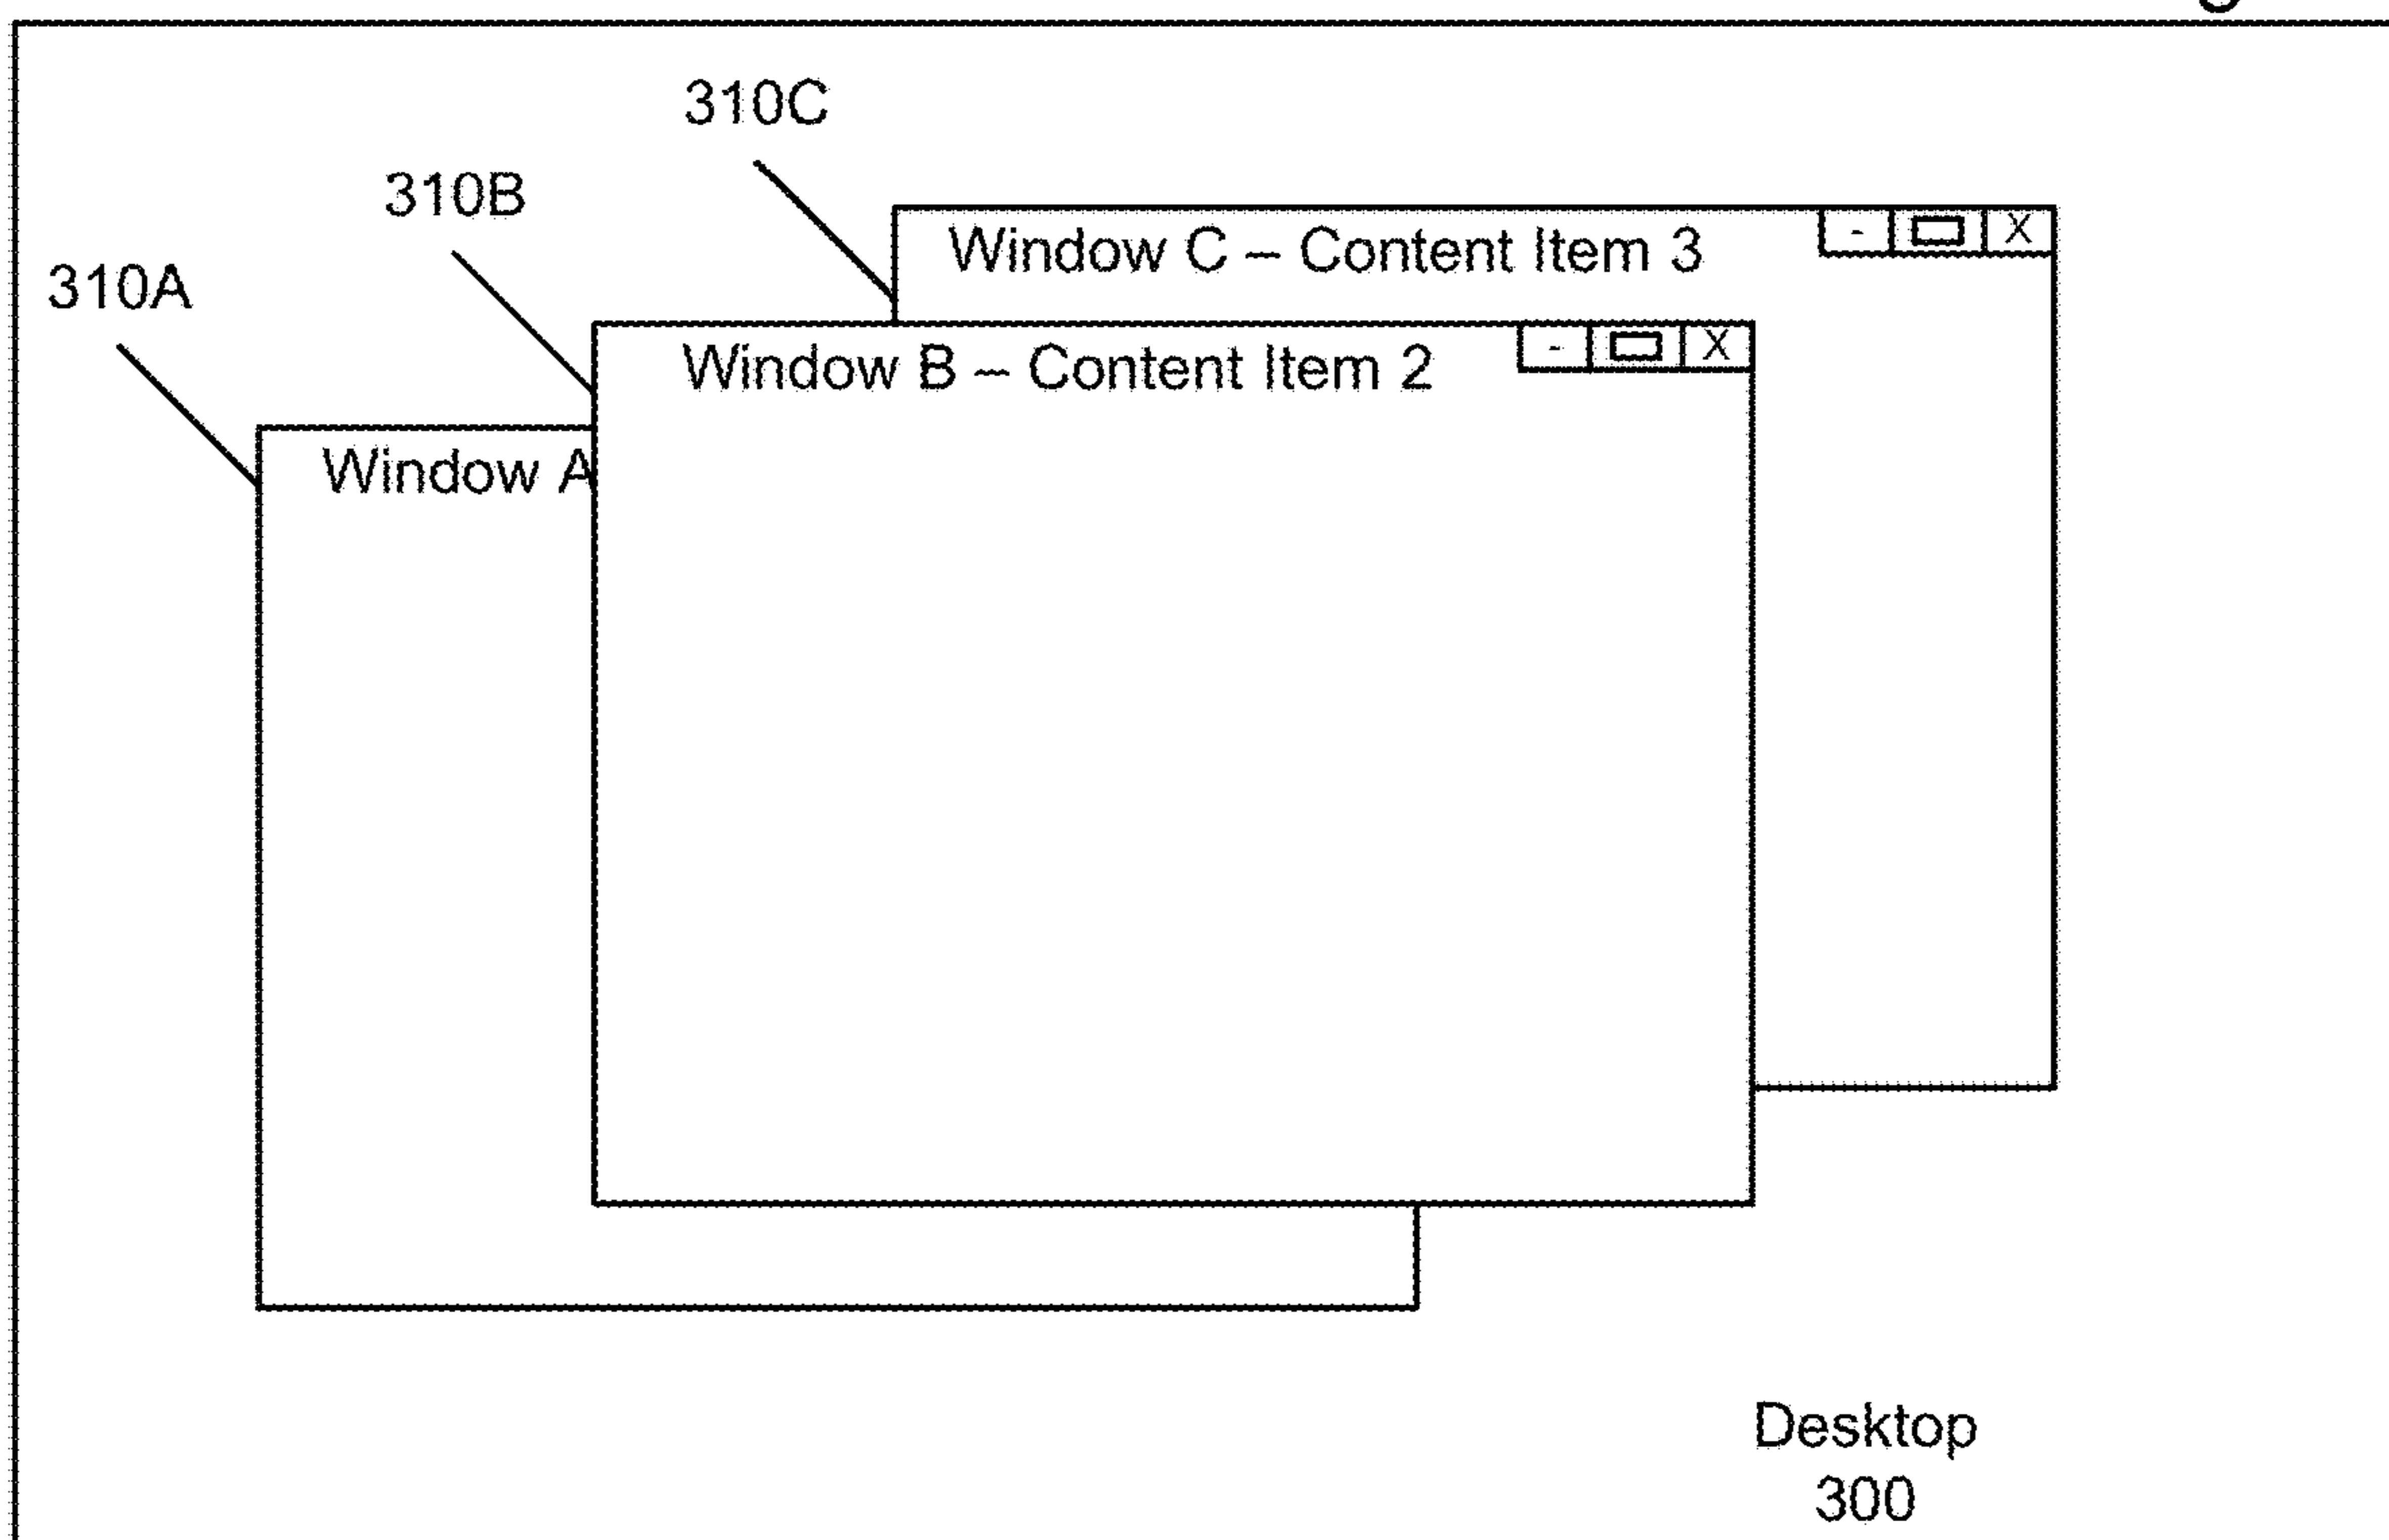 310C
310B
310A
Window C – Content Item 3
- X
Window B – Content Item 2
- X
Window A
Desktop
300